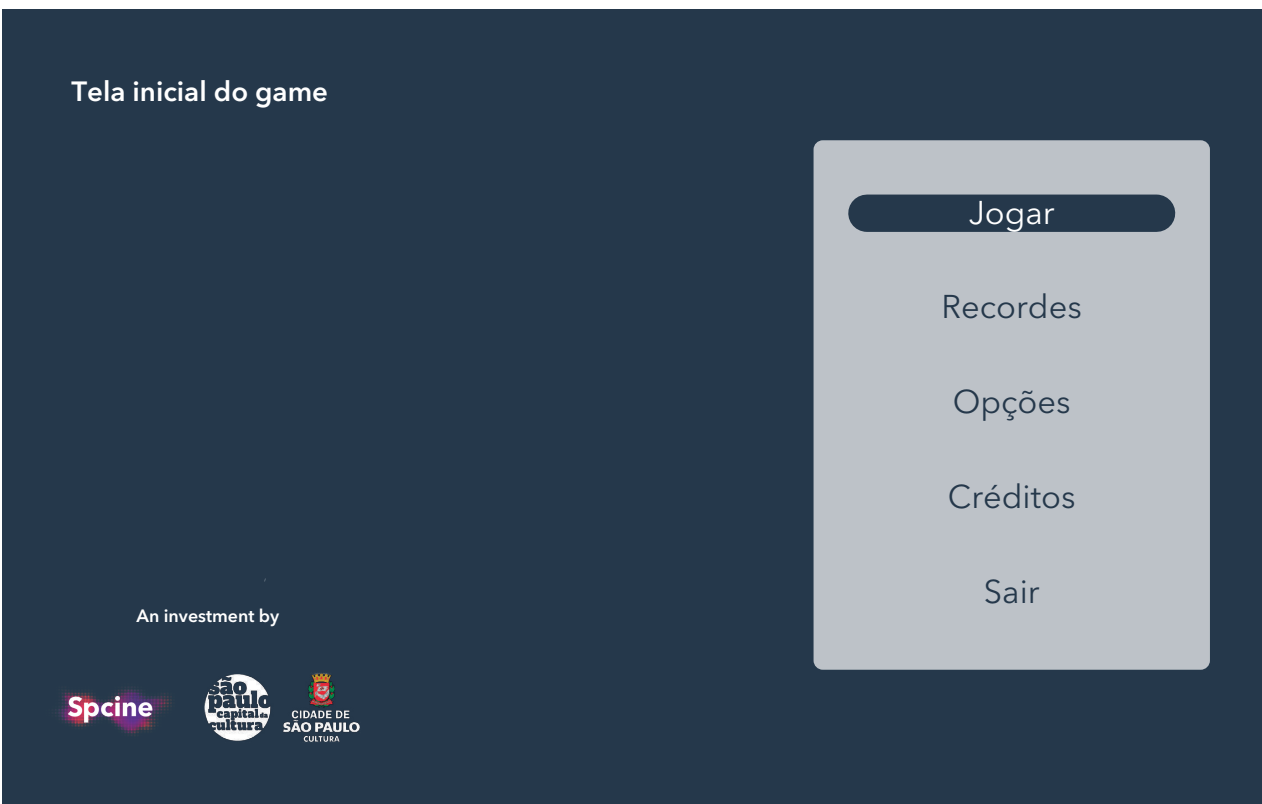 Tela inicial do game
Jogar
Recordes
Opções
Créditos
Sair
An investment by
Spcine
são
paulo
capital da
cultura
CIDADE DE
SÃO PAULO
CULTURA